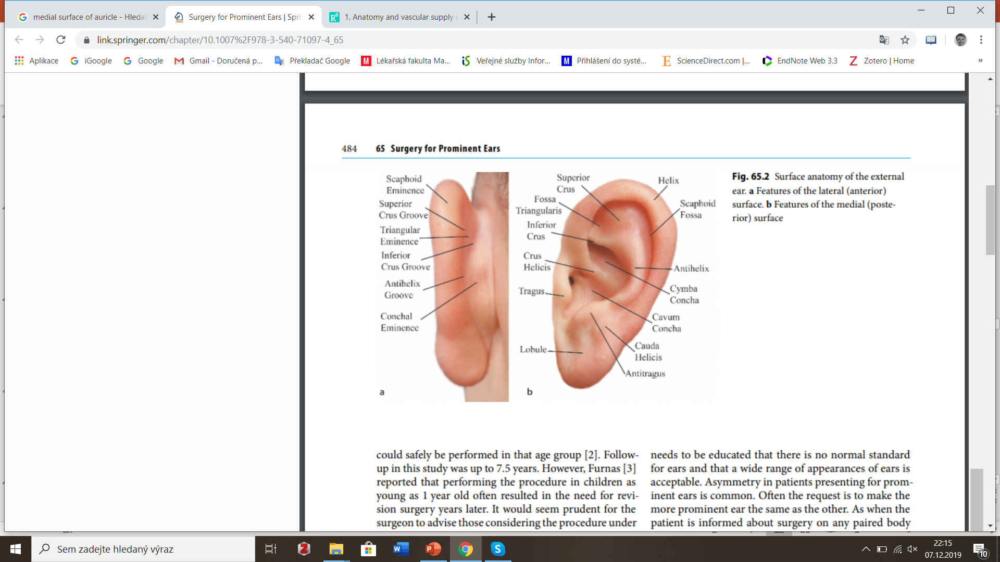 medial surface of auricle - Hledat
Surgery for Prominent Ears | Spri
1. Anatomy and vascular supply o
link.springer.com/chapter/10.1007%2F978-3-540-71097-4_65
Aplikace
iGoogle
Google
Gmail - Doručená p...
Překladač Google
Lékařská fakulta Ma...
Veřejné služby Infor...
Přihlášení do systé...
ScienceDirect.com |...
EndNote Web 3.3
Zotero | Home
»
484 65 Surgery for Prominent Ears
Scaphoid
Eminence
Superior
Crus Groove
Triangular
Eminence
Inferior
Crus Groove
Antihelix
Groove
Conchal
Eminence
a
Superior
Crus
Fossa
Triangularis
Inferior
Crus
Crus
Helicis
Tragus
Lobule
b
Helix
Scaphoid
Fossa
Antihelix
Cymba
Concha
Cavum
Concha
Cauda
Helicis
Antitragus
Fig. 65.2 Surface anatomy of the external
ear. a Features of the lateral (anterior)
surface. b Features of the medial (poste-
rior) surface
could safely be performed in that age group [2]. Follow-
up in this study was up to 7.5 years. However, Furnas [3]
reported that performing the procedure in children as
young as 1 year old often resulted in the need for revi-
sion surgery years later. It would seem prudent for the
surgeon to advise those considering the procedure under
needs to be educated that there is no normal standard
for ears and that a wide range of appearances of ears is
acceptable. Asymmetry in patients presenting for prom-
inent ears is common. Often the request is to make the
more prominent ear the same as the other. As when the
patient is informed about surgery on any paired body
Sem zadejte hledaný výraz
22:15
07.12.2019
10